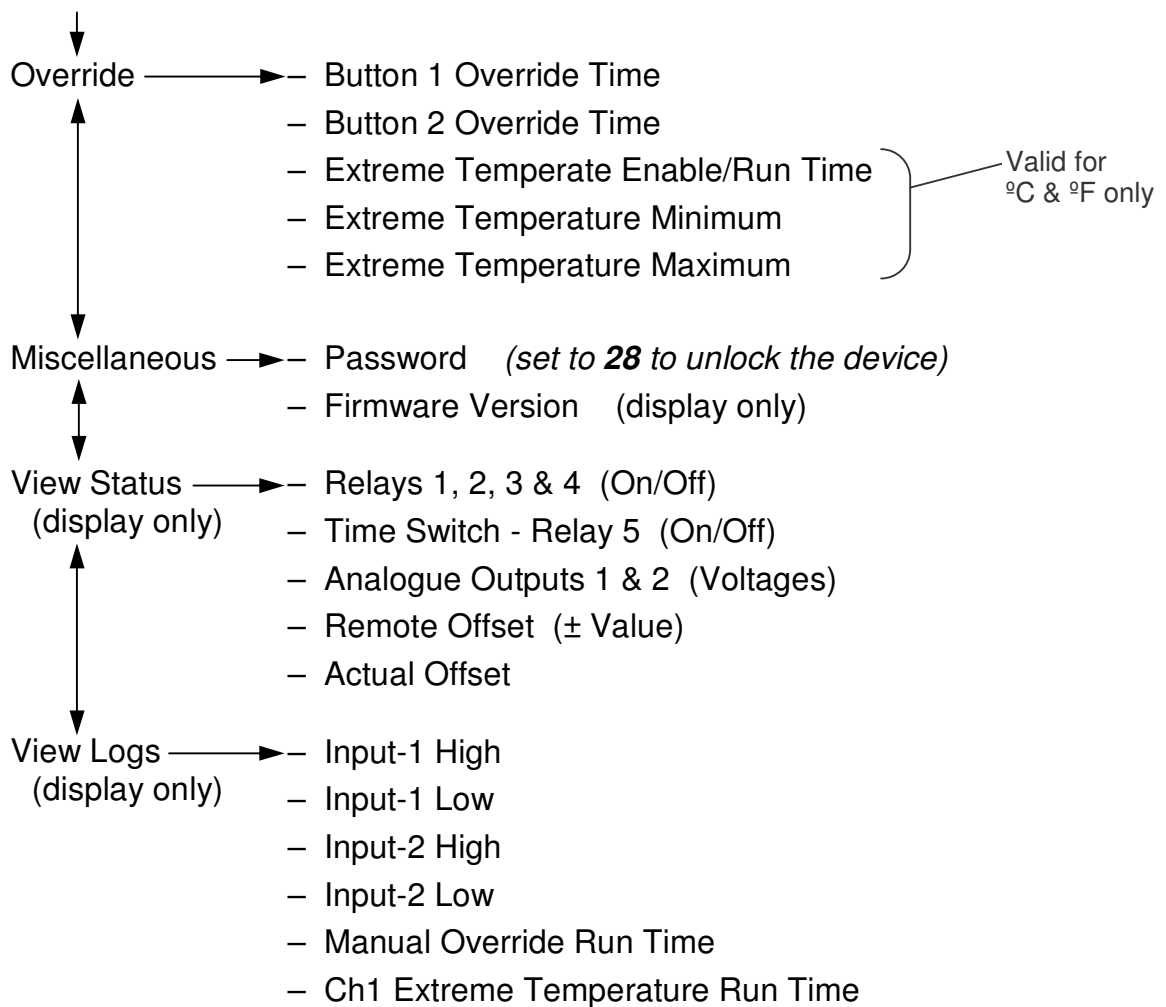 Override – Button 1 Override Time
– Button 2 Override Time
– Extreme Temperate Enable/Run Time
– Extreme Temperature Minimum
– Extreme Temperature Maximum
Valid for
ºC & ºF only
Miscellaneous – Password (set to 28 to unlock the device)
– Firmware Version (display only)
View Status – Relays 1, 2, 3 & 4 (On/Off)
(display only)
– Time Switch - Relay 5 (On/Off)
– Analogue Outputs 1 & 2 (Voltages)
– Remote Offset (± Value)
– Actual Offset
View Logs – Input-1 High
(display only)
– Input-1 Low
– Input-2 High
– Input-2 Low
– Manual Override Run Time
– Ch1 Extreme Temperature Run Time